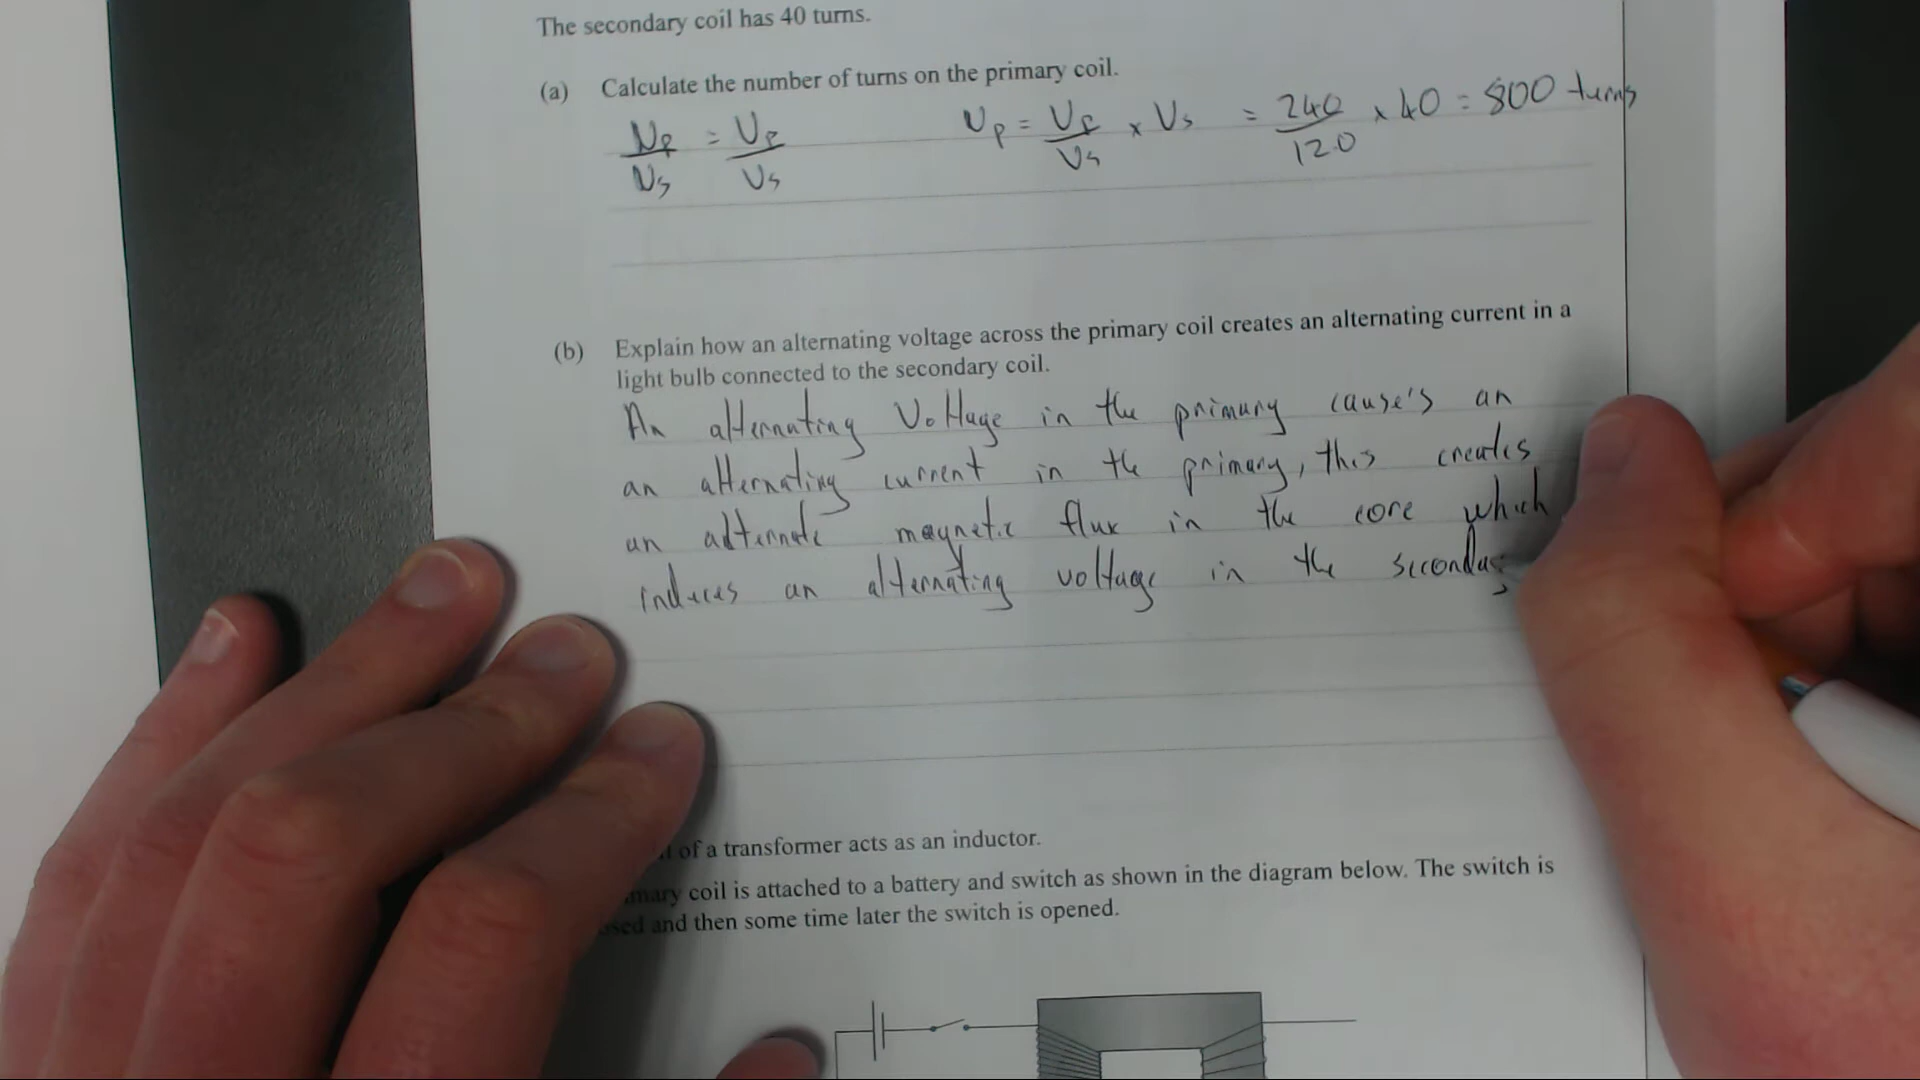 The secondary coil has 40 turns.
(a) Calculate the number of turns on the primary coil.
Np/Ns = Vp/Vs    Np = Vp/Vs × Ns = 240/12.0 × 40 = 800 turns
(b) Explain how an alternating voltage across the primary coil creates an alternating current in a
light bulb connected to the secondary coil.
An alternating Voltage in the primary cause's an
an alternating current in the primary, this creates
an alternate magnetic flux in the core which
induces an alternating voltage in the secondary
of a transformer acts as an inductor.
coil is attached to a battery and switch as shown in the diagram below. The switch is
and then some time later the switch is opened.